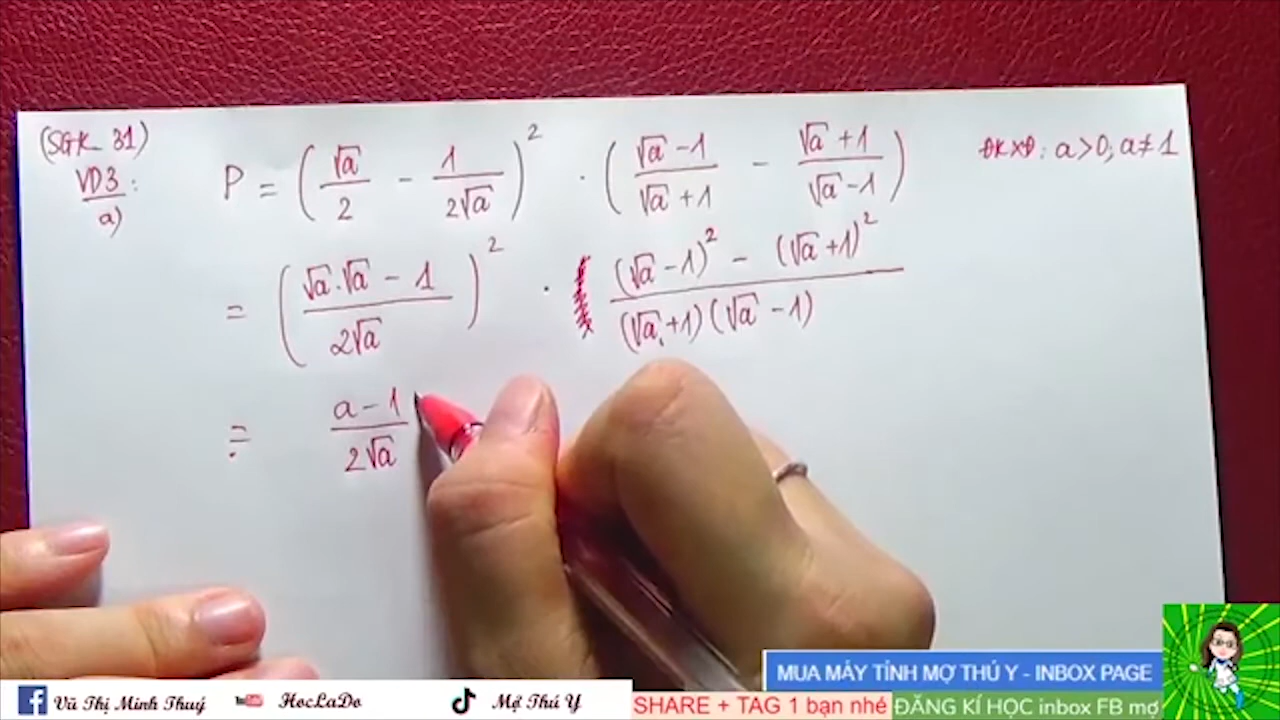 (SGK 31)
VD3:
a)
P = (√a/2 - 1/(2√a))² · ((√a - 1)/(√a + 1) - (√a + 1)/(√a - 1))
ĐKXĐ: a > 0; a ≠ 1
= ((√a·√a - 1)/(2√a))² · ((√a - 1)² - (√a + 1)²)/((√a + 1)(√a - 1))
= (a - 1)/(2√a)
MUA MÁY TÍNH MỢ THÚ Y - INBOX PAGE
Vũ Thị Minh Thuý HocLaDo Mợ Thú Y SHARE + TAG 1 bạn nhé ĐĂNG KÍ HỌC inbox FB mợ